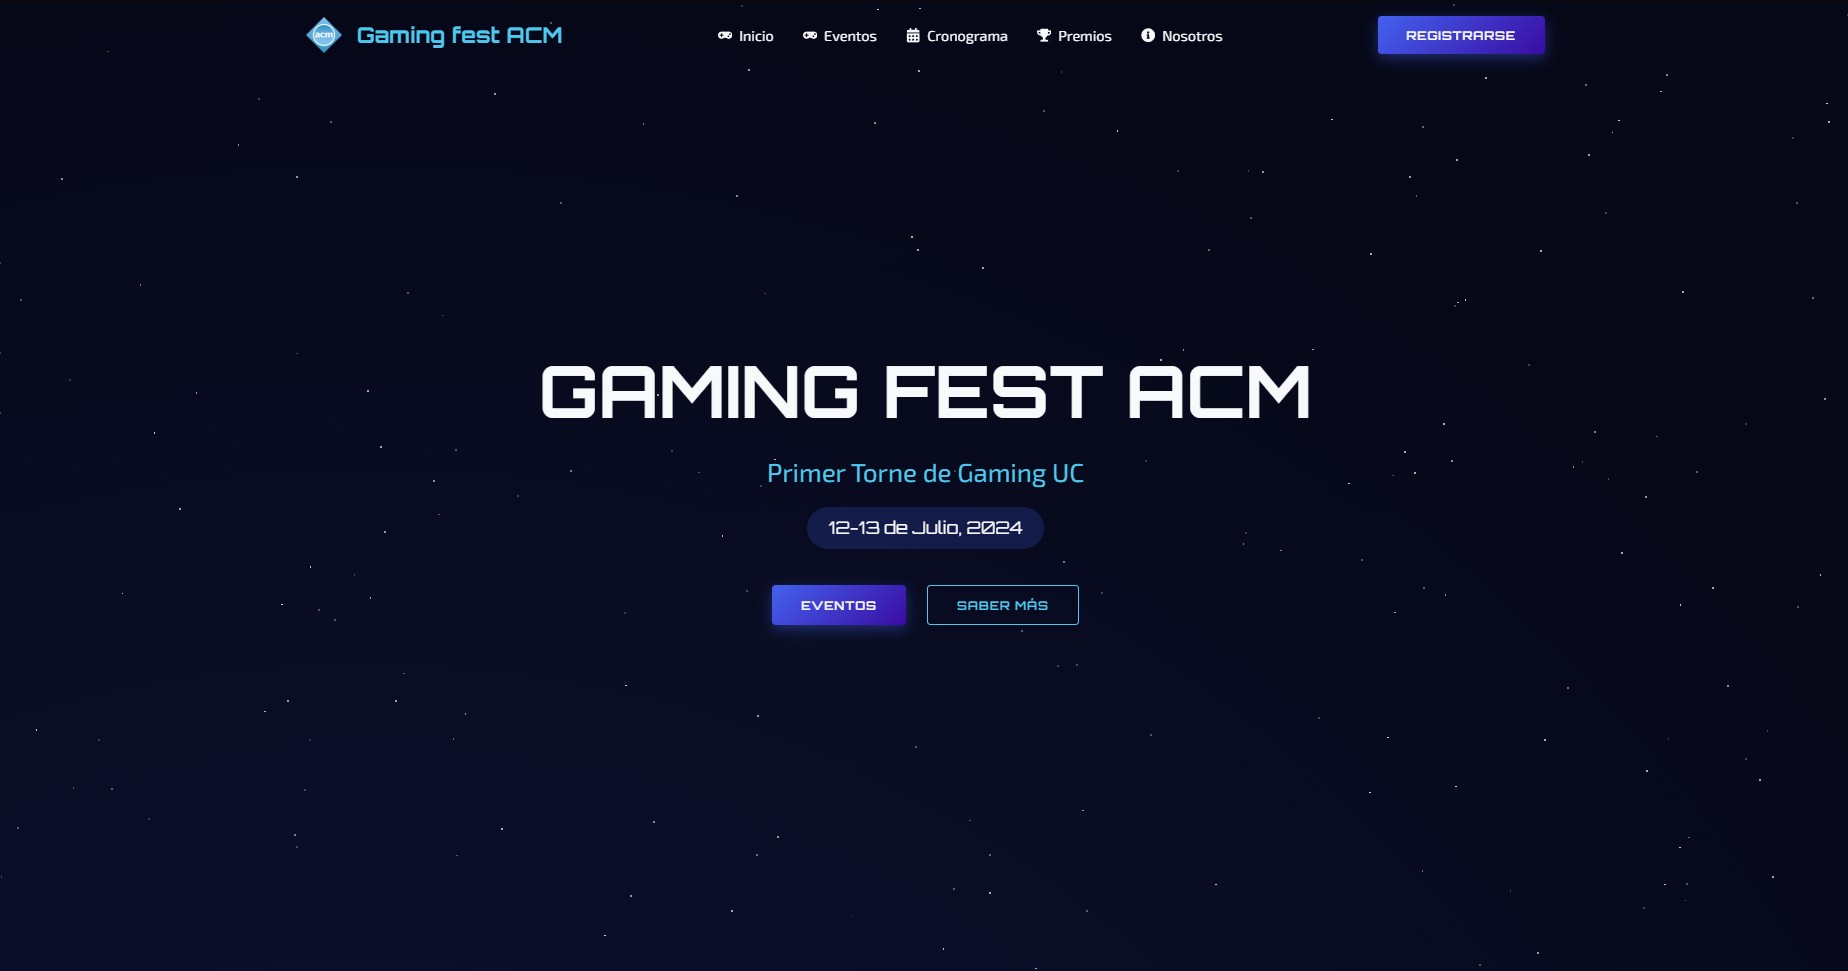 acm
Gaming fest ACM
Inicio
Eventos
Cronograma
Premios
Nosotros
REGISTRARSE
GAMING FEST ACM
Primer Torne de Gaming UC
12-13 de Julio, 2024
EVENTOS
SABER MÁS